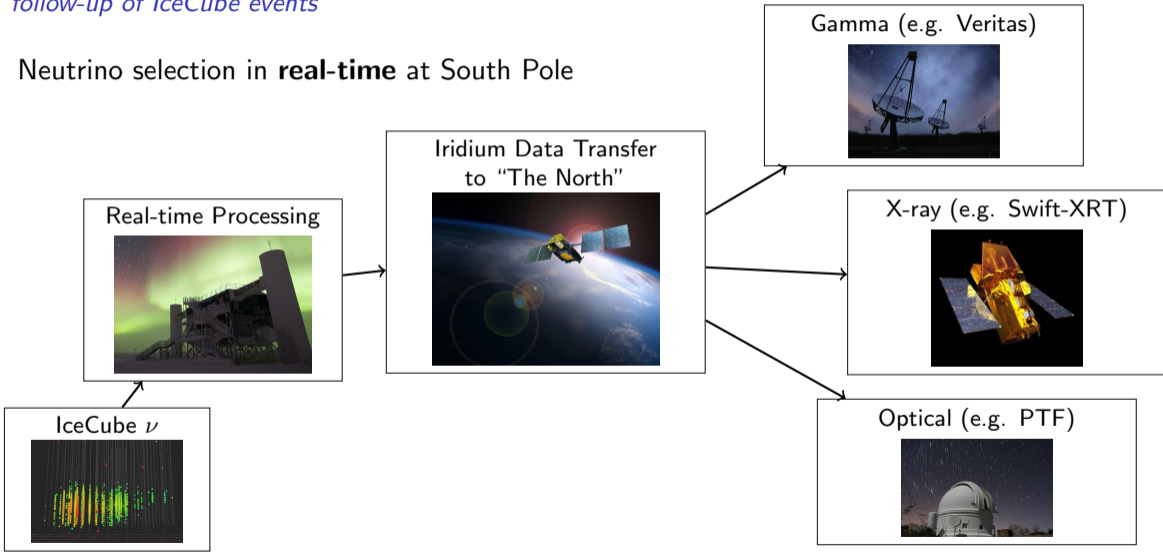 follow-up of IceCube events
Gamma (e.g. Veritas)
Neutrino selection in real-time at South Pole
Iridium Data Transfer
to “The North”
Real-time Processing
X-ray (e.g. Swift-XRT)
IceCube ν
Optical (e.g. PTF)